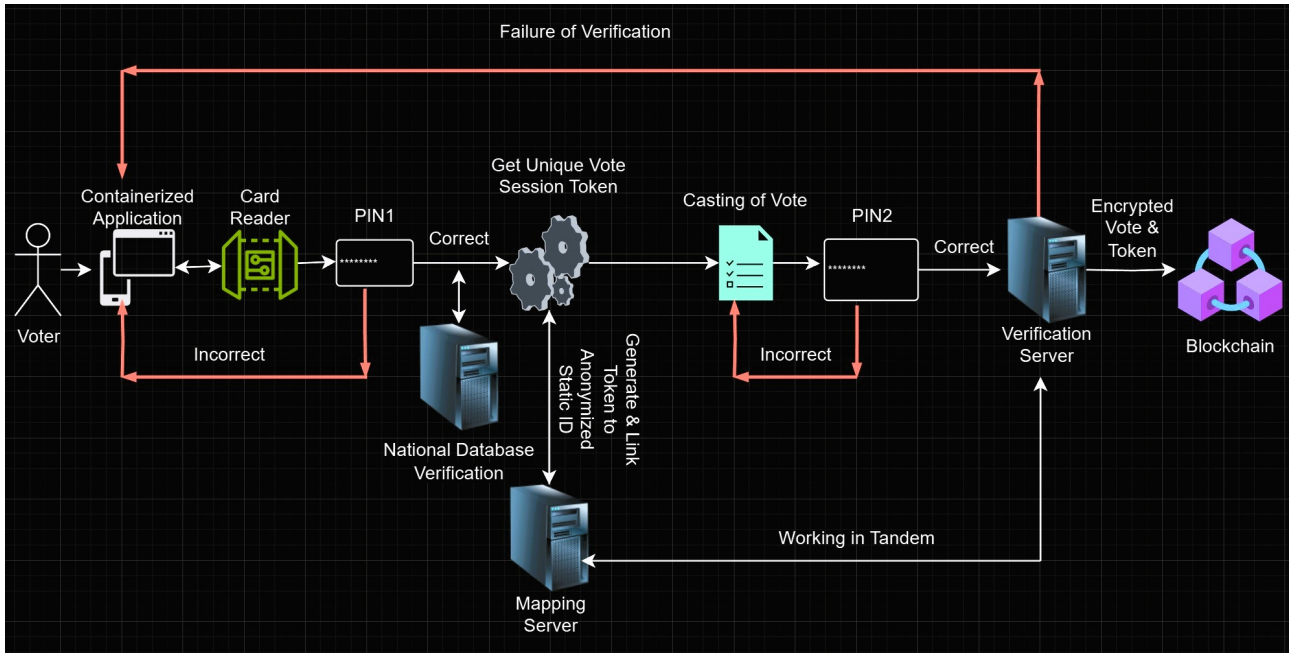 Failure of Verification
Containerized
Application
Card
Reader
PIN1
Correct
Get Unique Vote
Session Token
Casting of Vote
PIN2
Correct
Encrypted
Vote &
Token
********
********
Voter
Incorrect
Incorrect
Verification
Server
Blockchain
National Database
Verification
Generate & Link
Token to
Anonymized
Static ID
Working in Tandem
Mapping
Server